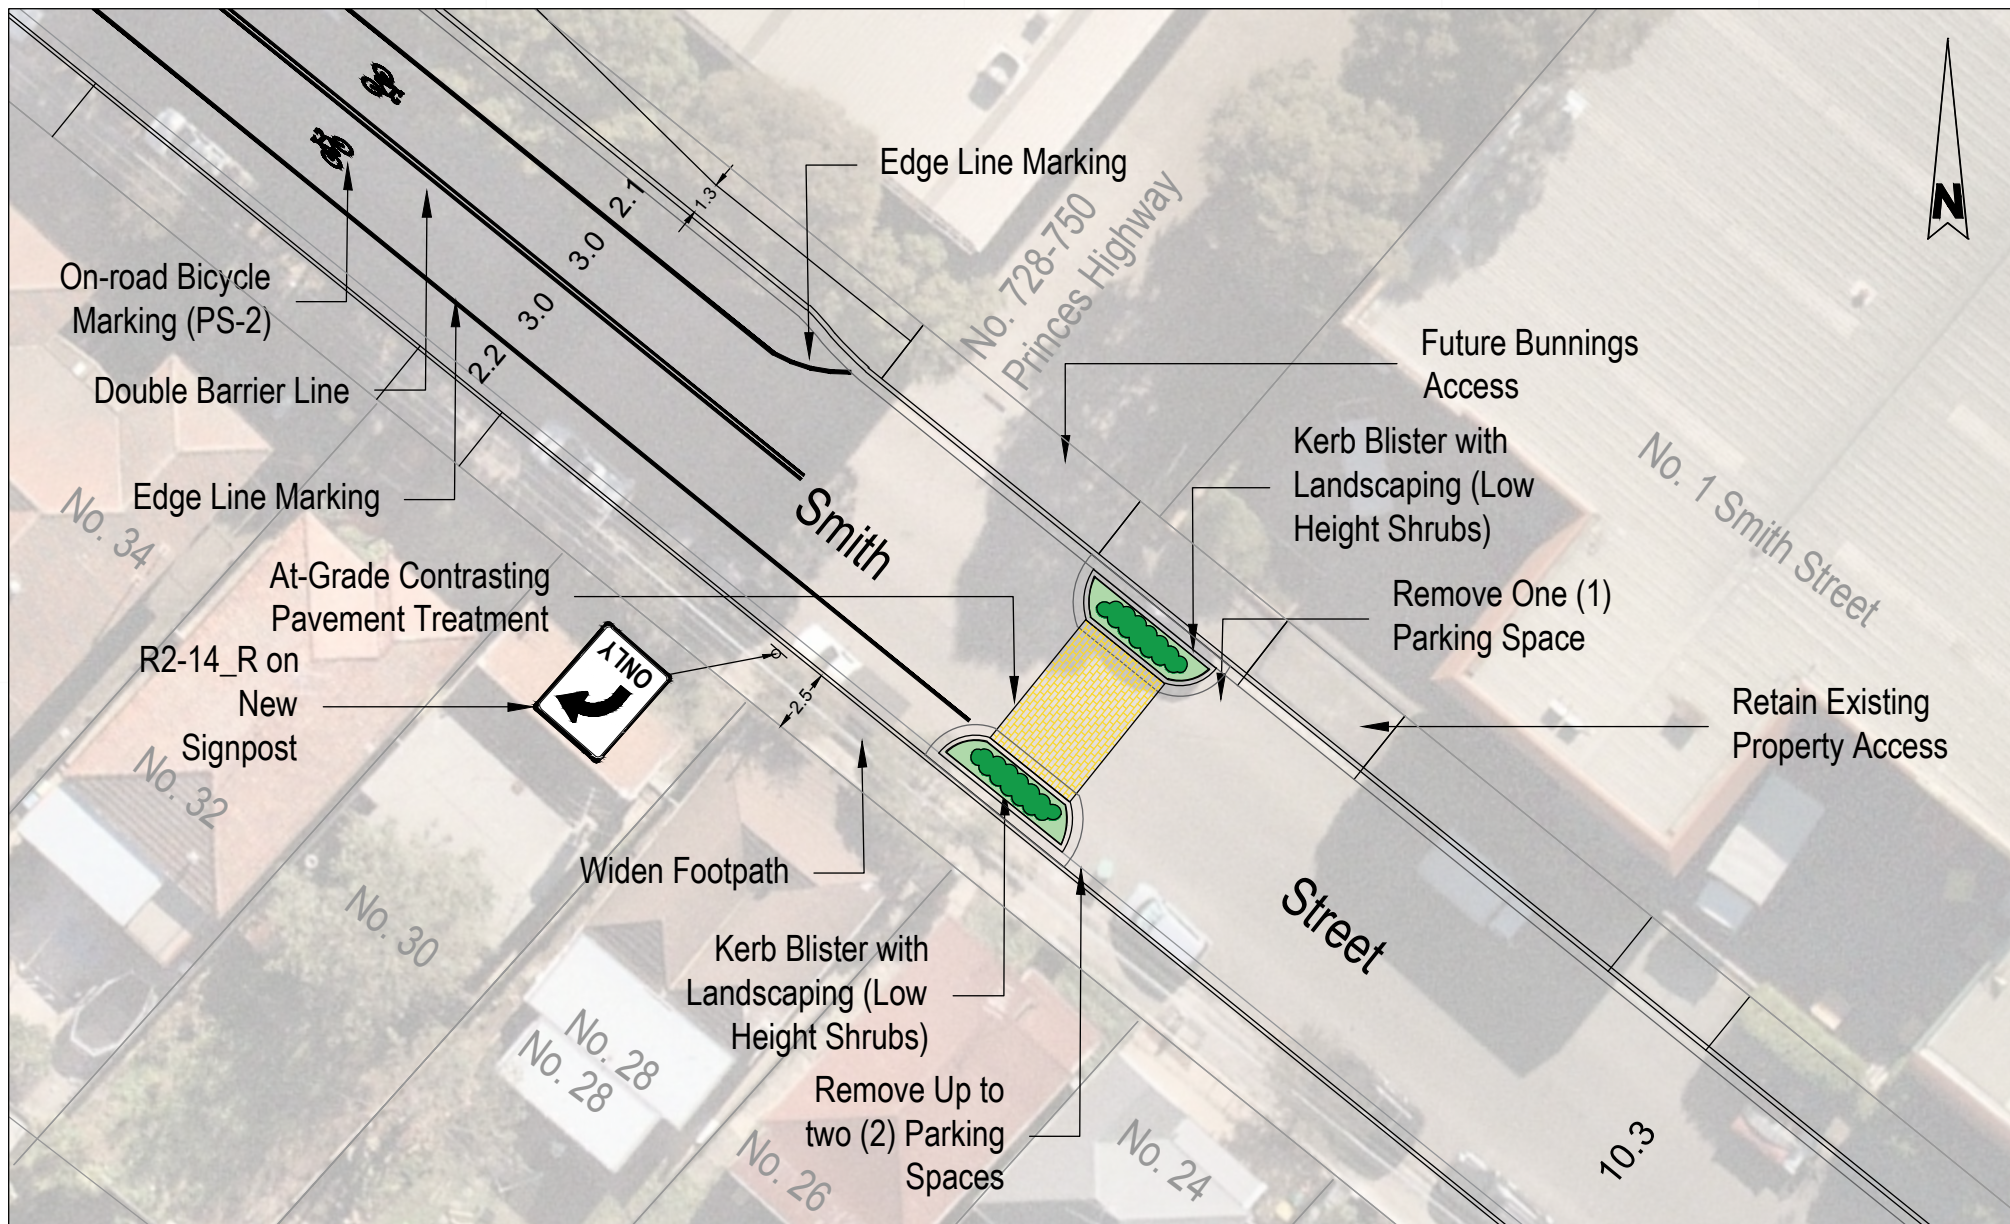 Edge Line Marking
N
2.1
1.3
3.0
3.0
2.2
No. 728-750
Princes Highway
On-road Bicycle
Marking (PS-2)
Double Barrier Line
Edge Line Marking
Future Bunnings
Access
Kerb Blister with
Landscaping (Low
Height Shrubs)
No. 1 Smith Street
No. 34
Smith
At-Grade Contrasting
Pavement Treatment
Remove One (1)
Parking Space
R2-14_R on
New
Signpost
ONLY
2.5
Retain Existing
Property Access
No. 32
Widen Footpath
No. 30
Street
Kerb Blister with
Landscaping (Low
Height Shrubs)
No. 28
No. 28
Remove Up to
two (2) Parking
Spaces
No. 26
No. 24
10.3